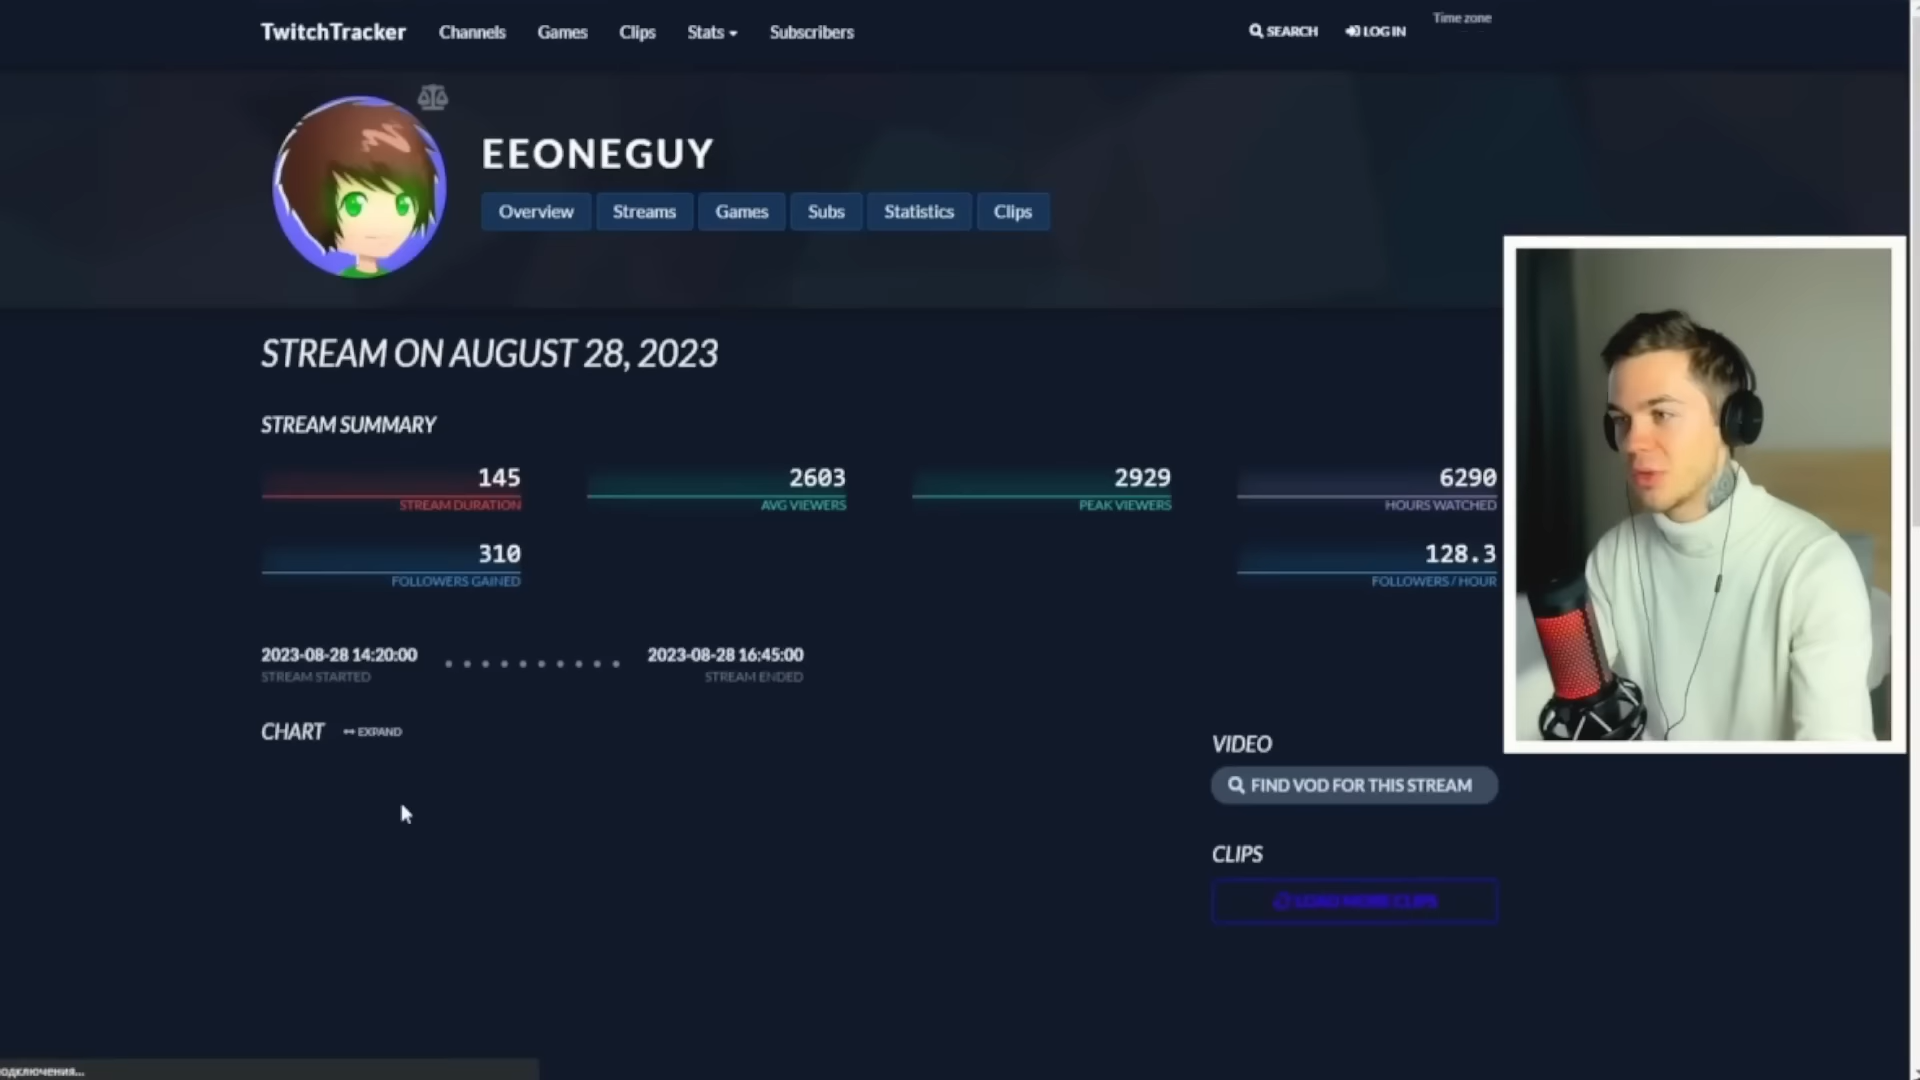 TwitchTracker Channels Games Clips Stats Subscribers SEARCH LOG IN Time zone
EEONEGUY
Overview Streams Games Subs Statistics Clips
STREAM ON AUGUST 28, 2023
STREAM SUMMARY
145 2603 2929 6290
STREAM DURATION AVG VIEWERS PEAK VIEWERS HOURS WATCHED
310 128.3
FOLLOWERS GAINED FOLLOWERS / HOUR
2023-08-28 14:20:00 2023-08-28 16:45:00
STREAM STARTED STREAM ENDED
CHART EXPAND
VIDEO
FIND VOD FOR THIS STREAM
CLIPS
LOAD MORE CLIPS
одключения...